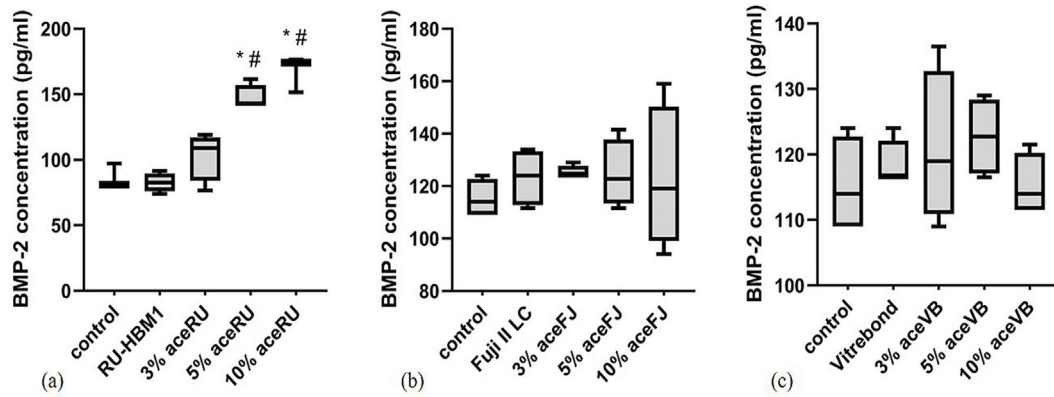 BMP-2 concentration (pg/ml)
200
150
100
50
0
* #
* #
control
RU-HBM1
3% aceRU
5% aceRU
10% aceRU
(a)
BMP-2 concentration (pg/ml)
180
160
140
120
100
80
control
Fuji II LC
3% aceFJ
5% aceFJ
10% aceFJ
(b)
BMP-2 concentration (pg/ml)
140
130
120
110
100
control
Vitrebond
3% aceVB
5% aceVB
10% aceVB
(c)